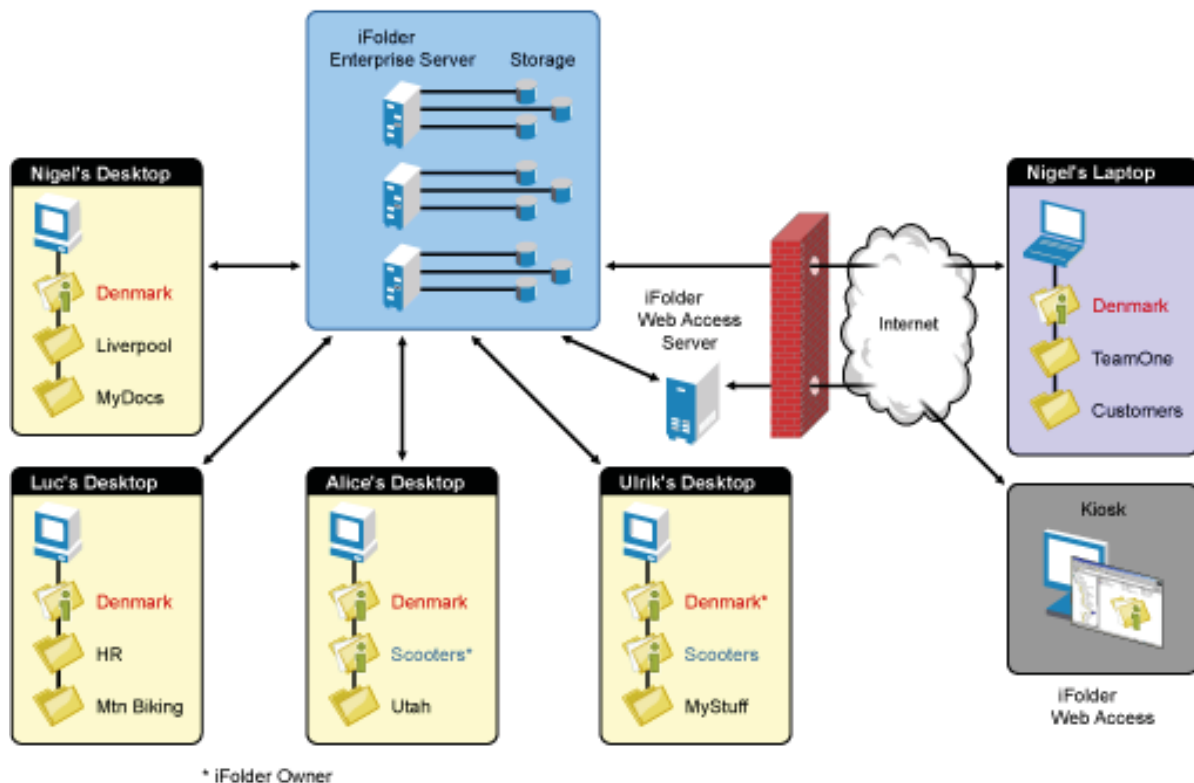 iFolder
Enterprise Server
Storage
Nigel's Desktop
Denmark
Liverpool
MyDocs
iFolder
Web Access
Server
Internet
Nigel's Laptop
Denmark
TeamOne
Customers
Luc's Desktop
Denmark
HR
Mtn Biking
Alice's Desktop
Denmark
Scooters*
Utah
Ulrik's Desktop
Denmark*
Scooters
MyStuff
Kiosk
iFolder
Web Access
* iFolder Owner